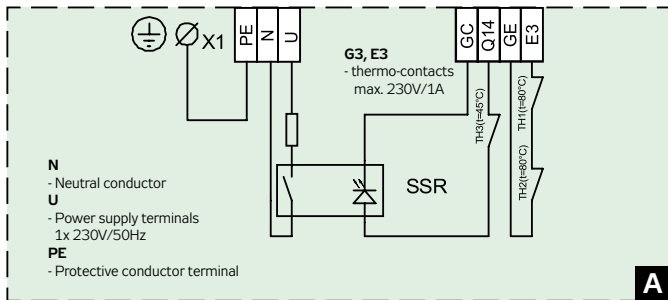 X1
PE
N
U
GC
Q14
GE
E3
G3, E3
- thermo-contacts
max. 230V/1A
TH3(t=45°C)
TH1(t=80°C)
TH2(t=80°C)
SSR
N
- Neutral conductor
U
- Power supply terminals
1x 230V/50Hz
PE
- Protective conductor terminal
A